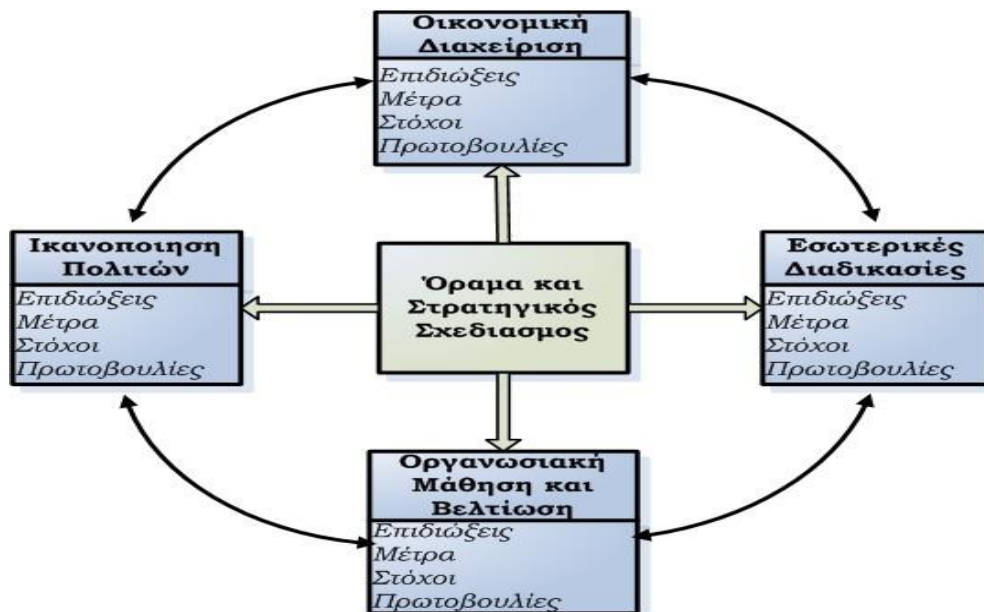 Οικονομική
Διαχείριση
Επιδιώξεις
Μέτρα
Στόχοι
Πρωτοβουλίες
Ικανοποιηση
Πολιτών
Επιδιώξεις
Μέτρα
Στόχοι
Πρωτοβουλίες
Όραμα και
Στρατηγικός
Σχεδιασμος
Εσωτερικές
Διαδικασίες
Επιδιώξεις
Μέτρα
Στόχοι
Πρωτοβουλίες
Οργανωσιακή
Μάθηση και
Βελτίωση
Επιδιώξεις
Μέτρα
Στόχοι
Πρωτοβουλίες